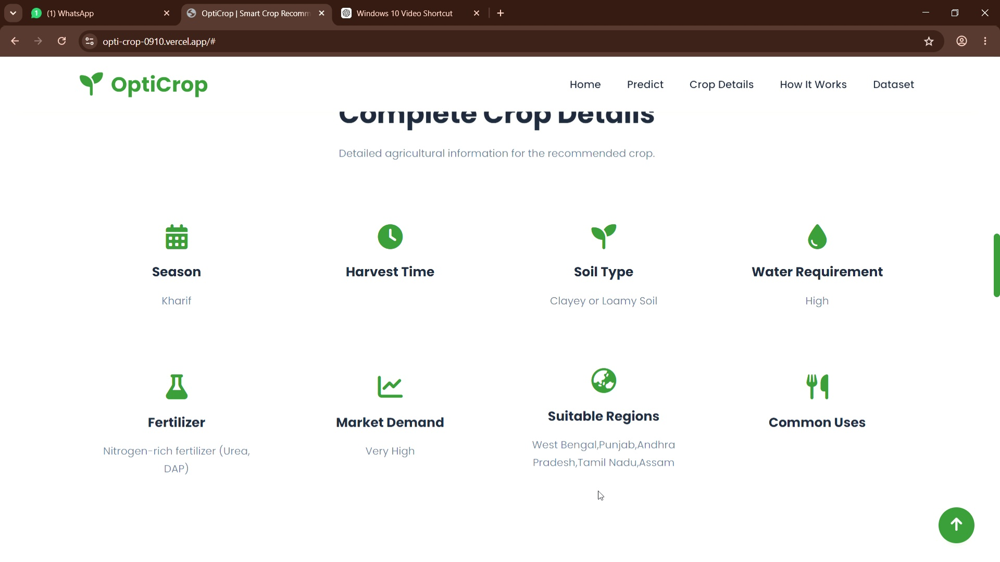 (1) WhatsApp
OptiCrop | Smart Crop Recomm
Windows 10 Video Shortcut
opti-crop-0910.vercel.app/#
OptiCrop
Home
Predict
Crop Details
How It Works
Dataset
Complete Crop Details
Detailed agricultural information for the recommended crop.
Season
Harvest Time
Soil Type
Water Requirement
Kharif
Clayey or Loamy Soil
High
Fertilizer
Market Demand
Suitable Regions
Common Uses
Nitrogen-rich fertilizer (Urea,
DAP)
Very High
West Bengal,Punjab,Andhra
Pradesh,Tamil Nadu,Assam